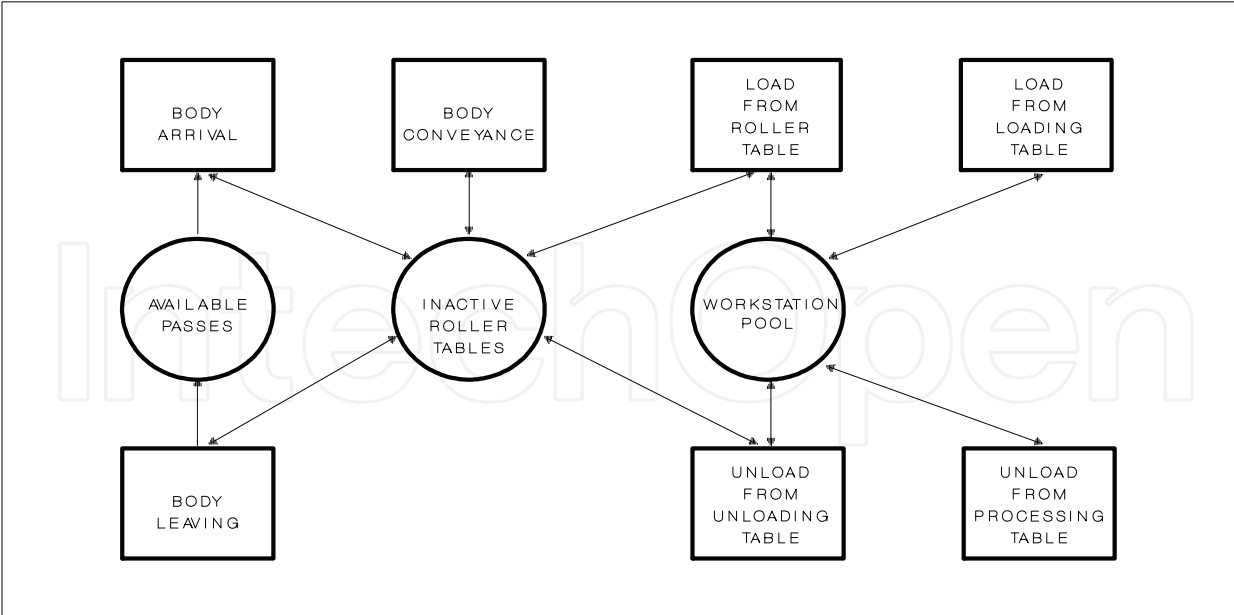 BODY
ARRIVAL
BODY
CONVEYANCE
LOAD
FROM
ROLLER
TABLE
LOAD
FROM
LOADING
TABLE
AVAILABLE
PASSES
INACTIVE
ROLLER
TABLES
WORKSTATION
POOL
IntechOpen
BODY
LEAVING
UNLOAD
FROM
UNLOADING
TABLE
UNLOAD
FROM
PROCESSING
TABLE